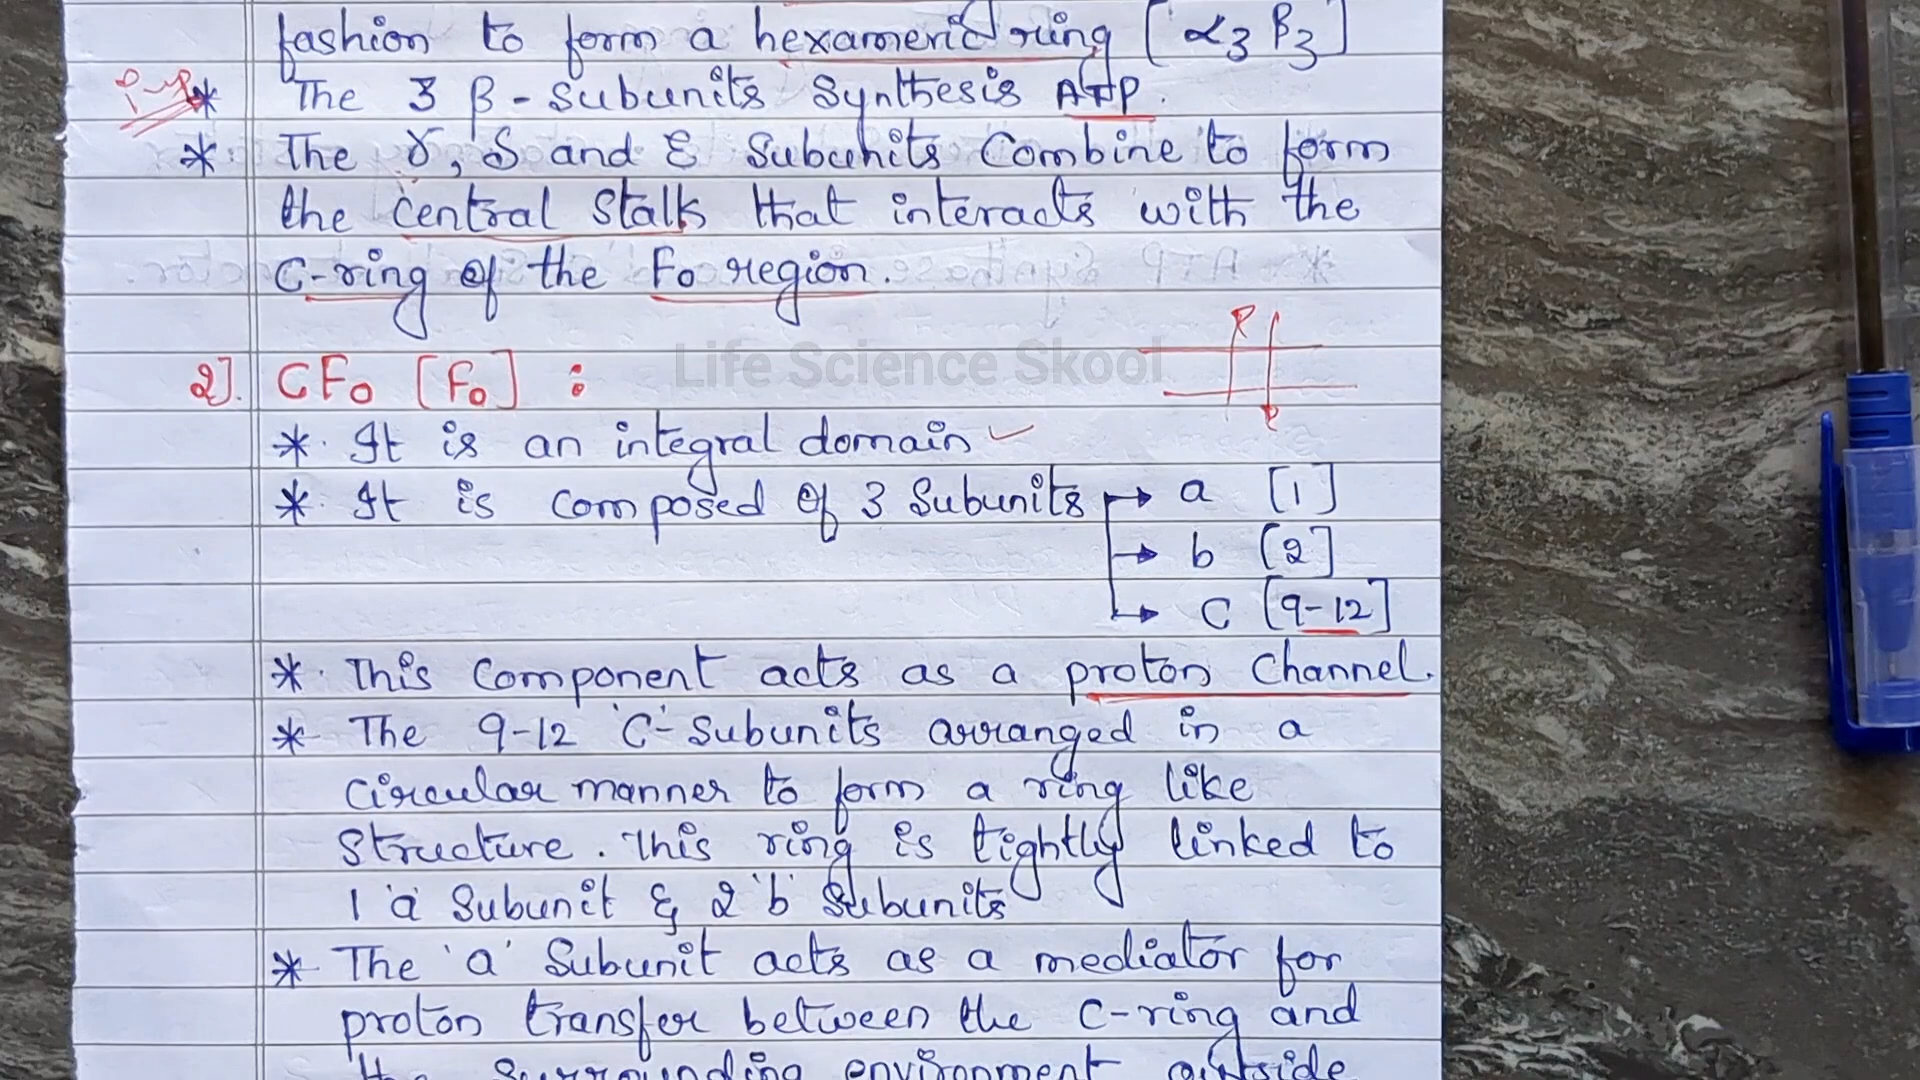 fashion to form a hexameric ring [α3 β3]
* The 3 β-subunits synthesis ATP.
* The γ, δ and ε subunits combine to form
the central stalk that interacts with the
C-ring of the Fo region.
Life Science Skool
2]. CFo [Fo] :
*. It is an integral domain
*. It is composed of 3 subunits → a [1]
→ b [2]
→ C [9-12]
*. This component acts as a proton channel.
* The 9-12 'C'-subunits arranged in a
circular manner to form a ring like
structure. This ring is tightly linked to
1 'a' subunit & 2 'b' subunits
* The 'a' subunit acts as a mediator for
proton transfer between the C-ring and
the surrounding environment outside